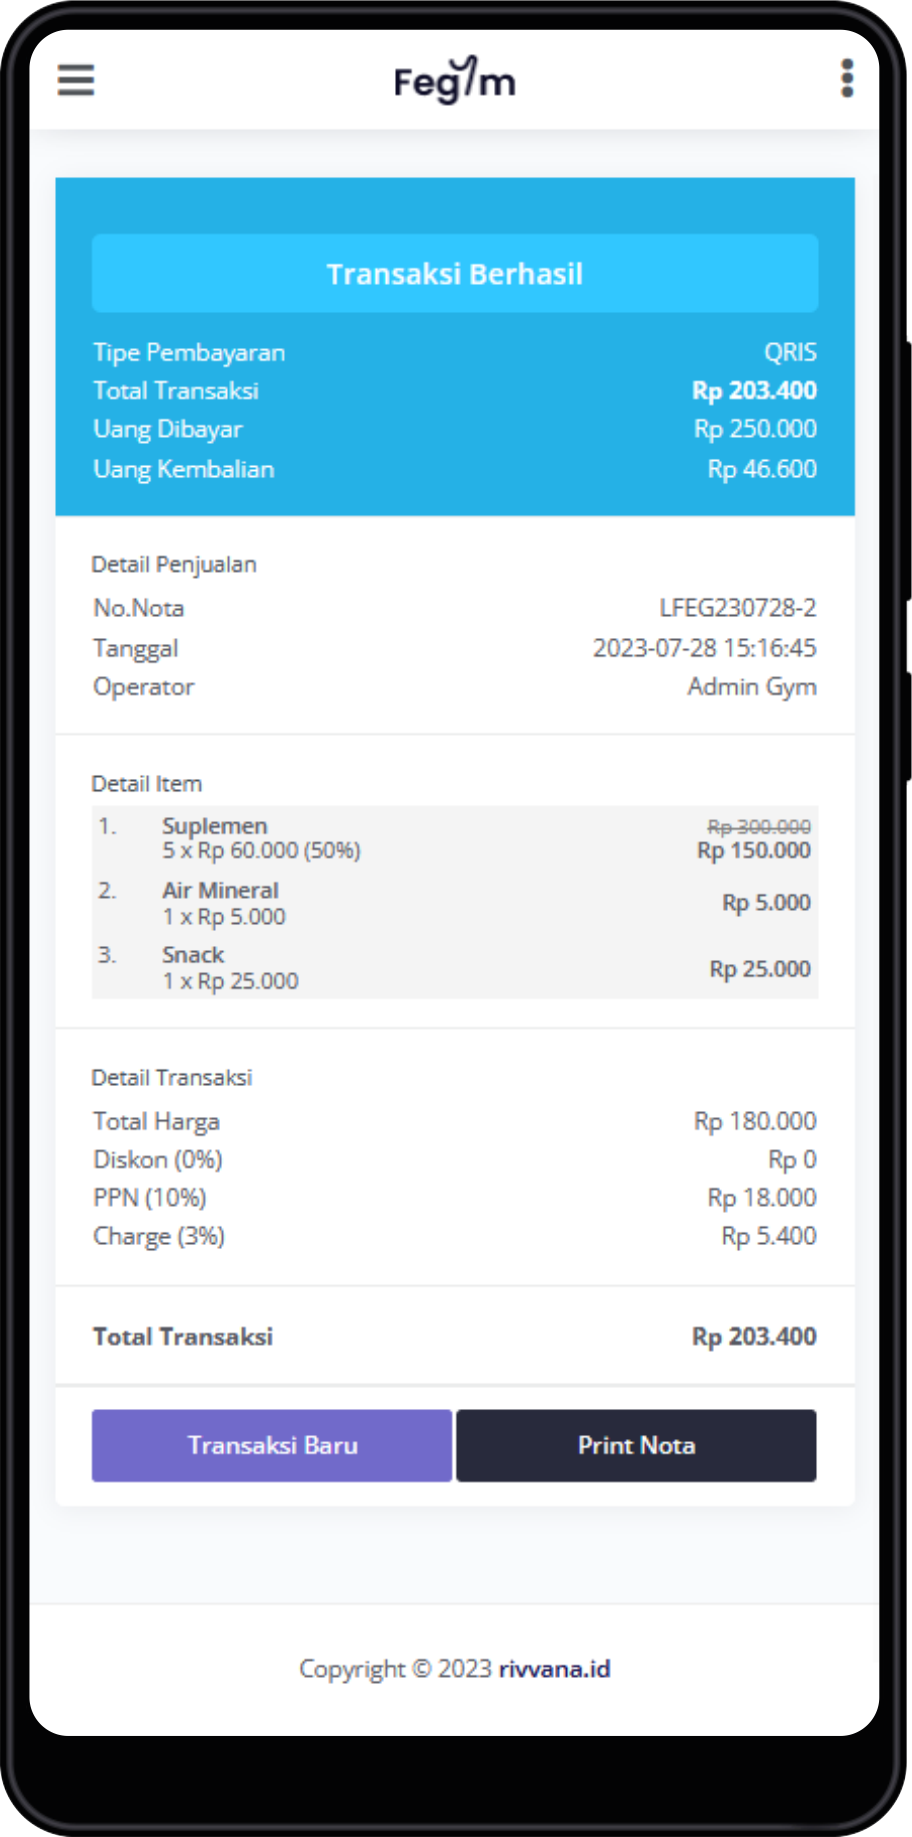 Fegym
Transaksi Berhasil
Tipe Pembayaran QRIS
Total Transaksi Rp 203.400
Uang Dibayar Rp 250.000
Uang Kembalian Rp 46.600
Detail Penjualan
No.Nota LFEG230728-2
Tanggal 2023-07-28 15:16:45
Operator Admin Gym
Detail Item
1. Suplemen Rp 300.000
5 x Rp 60.000 (50%) Rp 150.000
2. Air Mineral
1 x Rp 5.000 Rp 5.000
3. Snack
1 x Rp 25.000 Rp 25.000
Detail Transaksi
Total Harga Rp 180.000
Diskon (0%) Rp 0
PPN (10%) Rp 18.000
Charge (3%) Rp 5.400
Total Transaksi Rp 203.400
Transaksi Baru Print Nota
Copyright © 2023 rivvana.id